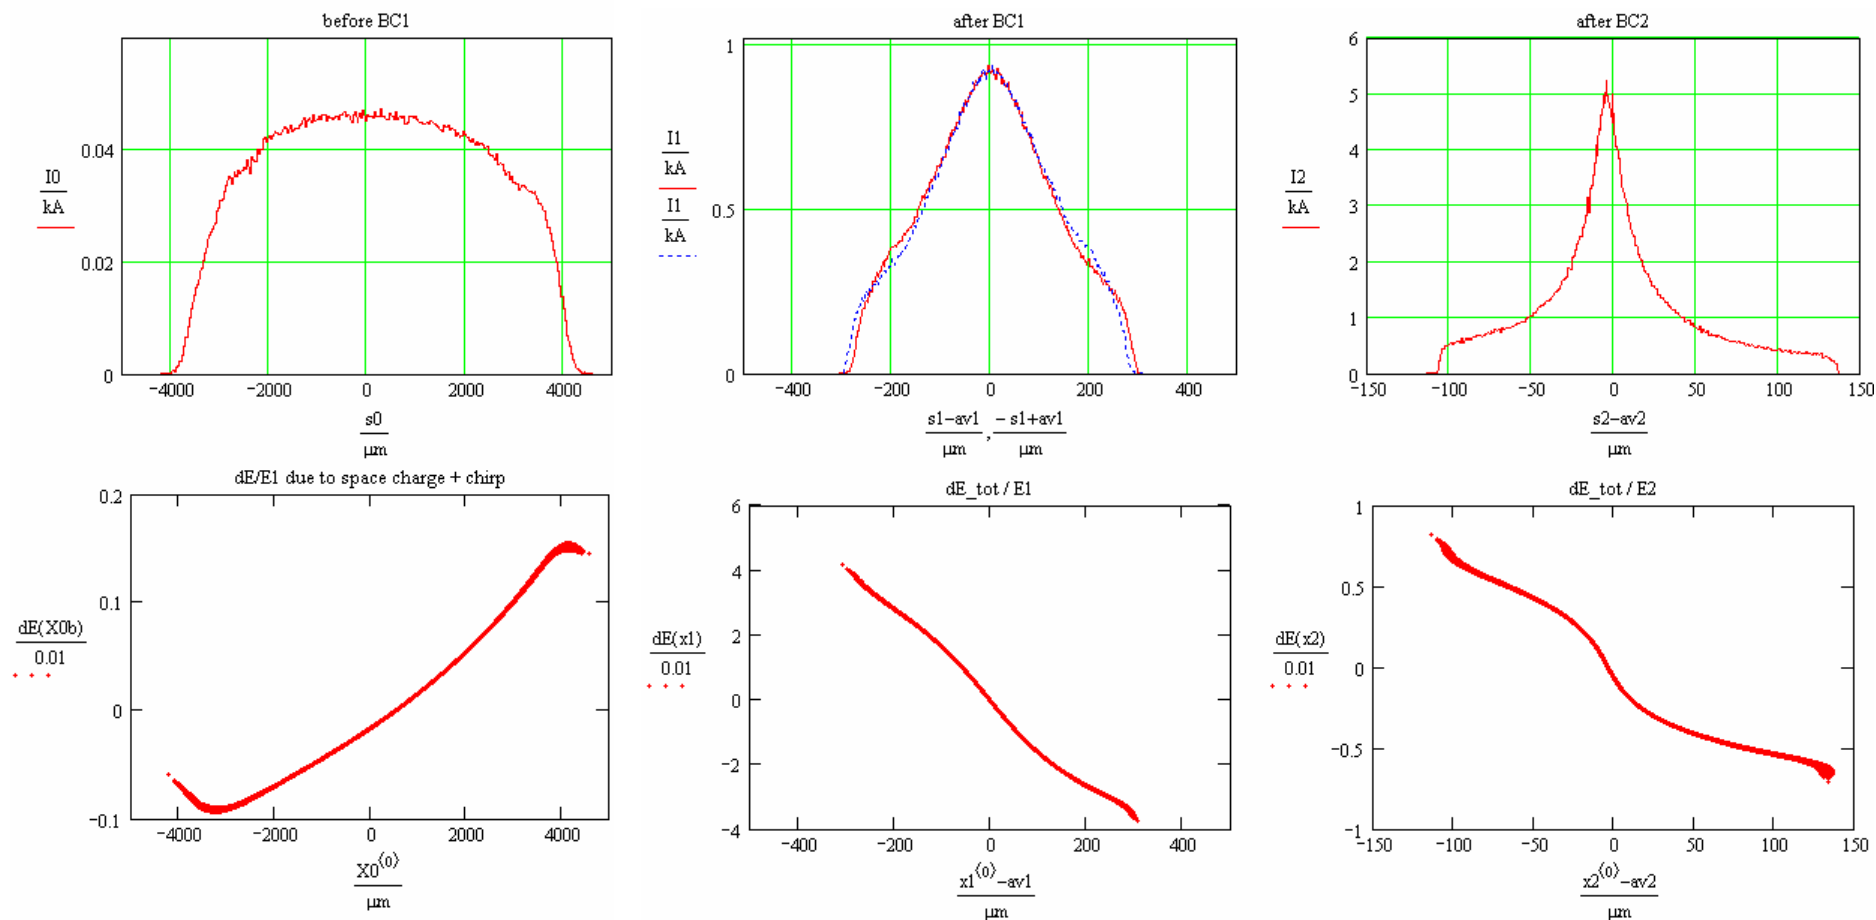 before BC1
0.04
0.02
0
I0
kA
−4000 −2000 0 2000 4000
s0
μm
after BC1
1
0.5
0
I1
kA
I1
kA
−400 −200 0 200 400
s1−av1 , −s1+av1
μm μm
after BC2
6
5
4
3
2
1
0
I2
kA
−150 −100 −50 0 50 100 150
s2−av2
μm
dE/E1 due to space charge + chirp
0.2
0.1
0
−0.1
dE(X0b)
0.01
−4000 −2000 0 2000 4000
X0⟨0⟩
μm
dE_tot / E1
6
4
2
0
−2
−4
dE(x1)
0.01
−400 −200 0 200 400
x1⟨0⟩−av1
μm
dE_tot / E2
1
0.5
0
−0.5
−1
dE(x2)
0.01
−150 −100 −50 0 50 100 150
x2⟨0⟩−av2
μm